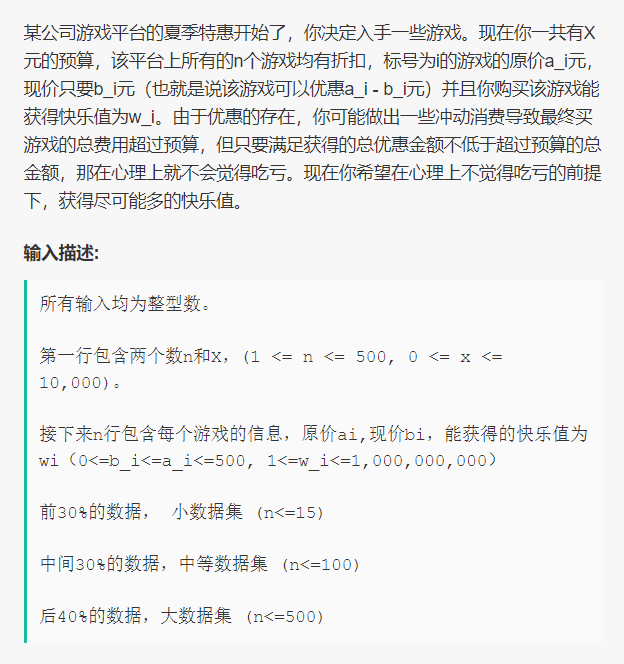 某公司游戏平台的夏季特惠开始了，你决定入手一些游戏。现在你一共有X
元的预算，该平台上所有的n个游戏均有折扣，标号为i的游戏的原价a_i元，
现价只要b_i元（也就是说该游戏可以优惠a_i - b_i元）并且你购买该游戏能
获得快乐值为w_i。由于优惠的存在，你可能做出一些冲动消费导致最终买
游戏的总费用超过预算，但只要满足获得的总优惠金额不低于超过预算的总
金额，那在心理上就不会觉得吃亏。现在你希望在心理上不觉得吃亏的前提
下，获得尽可能多的快乐值。
输入描述:
所有输入均为整型数。
第一行包含两个数n和X，(1 <= n <= 500, 0 <= x <=
10,000)。
接下来n行包含每个游戏的信息，原价ai,现价bi，能获得的快乐值为
wi（0<=b_i<=a_i<=500, 1<=w_i<=1,000,000,000）
前30%的数据， 小数据集 (n<=15)
中间30%的数据，中等数据集 (n<=100)
后40%的数据，大数据集 (n<=500)